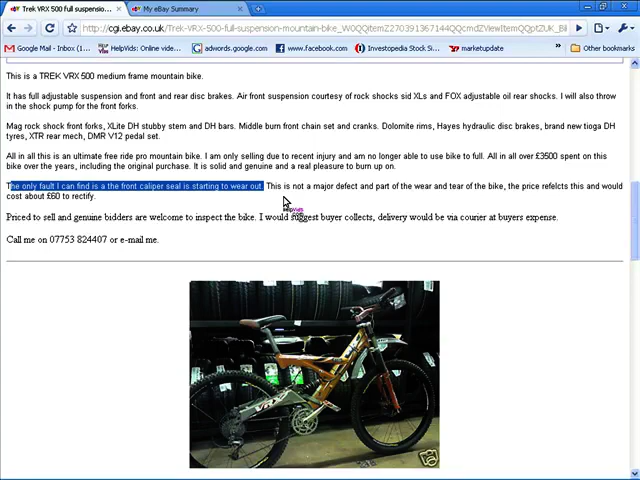 Trek VRX 500 full suspension...
My eBay Summary
http://cgi.ebay.co.uk/Trek-VRX-500-full-suspension-mountain-bike_W0QQitemZ270391367144QQcmdZViewItemQQptZUK_Bi
Google Mail - Inbox (1...
HelpVids: Online vide...
adwords.google.com
www.facebook.com
Investopedia Stock Si...
marketupdate
Other bookmarks
This is a TREK VRX 500 medium frame mountain bike.
It has full adjustable suspension and front and rear disc brakes. Air front suspension courtesy of rock shocks sid XLs and FOX adjustable oil rear shocks. I will also throw
in the shock pump for the front forks.
Mag rock shock front forks, XLite DH stubby stem and DH bars. Middle burn front chain set and cranks. Dolomite rims, Hayes hydraulic disc brakes, brand new tioga DH
tyres, XTR rear mech, DMR V12 pedal set.
All in all this is an ultimate free ride pro mountain bike. I am only selling due to recent injury and am no longer able to use bike to full. All in all over £3500 spent on this
bike over the years, including the original purchase. It is solid and genuine and a real pleasure to burn up on.
The only fault I can find is a the front caliper seal is starting to wear out. This is not a major defect and part of the wear and tear of the bike, the price refelcts this and would
cost about £60 to rectify.
Priced to sell and genuine bidders are welcome to inspect the bike. I would suggest buyer collects, delivery would be via courier at buyers expense.
Call me on 07753 824407 or e-mail me.
VRX